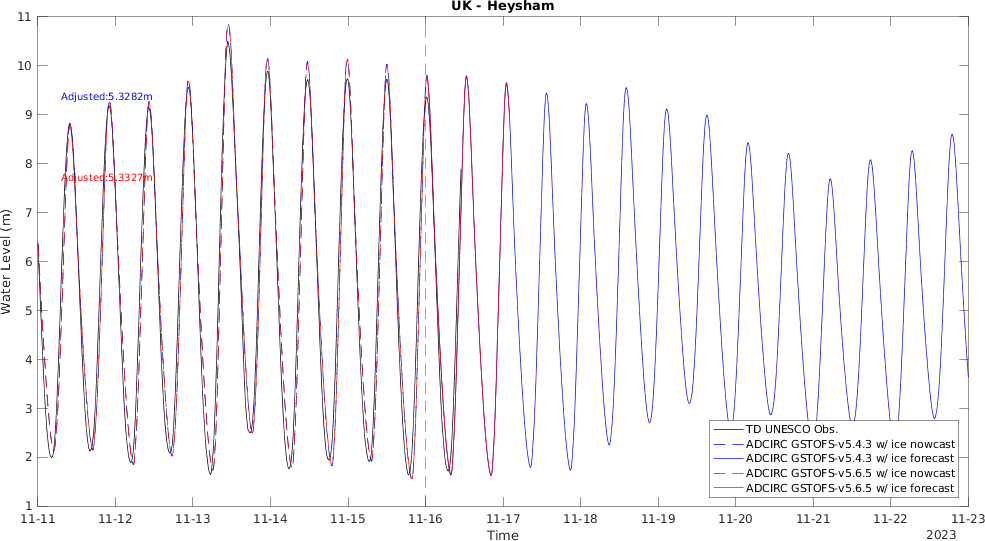 UK - Heysham
11
10
9
8
7
6
5
4
3
2
1
Water Level (m)
Adjusted:5.3282m
Adjusted:5.3327m
TD UNESCO Obs.
ADCIRC GSTOFS-v5.4.3 w/ ice nowcast
ADCIRC GSTOFS-v5.4.3 w/ ice forecast
ADCIRC GSTOFS-v5.6.5 w/ ice nowcast
ADCIRC GSTOFS-v5.6.5 w/ ice forecast
11-11 11-12 11-13 11-14 11-15 11-16 11-17 11-18 11-19 11-20 11-21 11-22 11-23
Time
2023